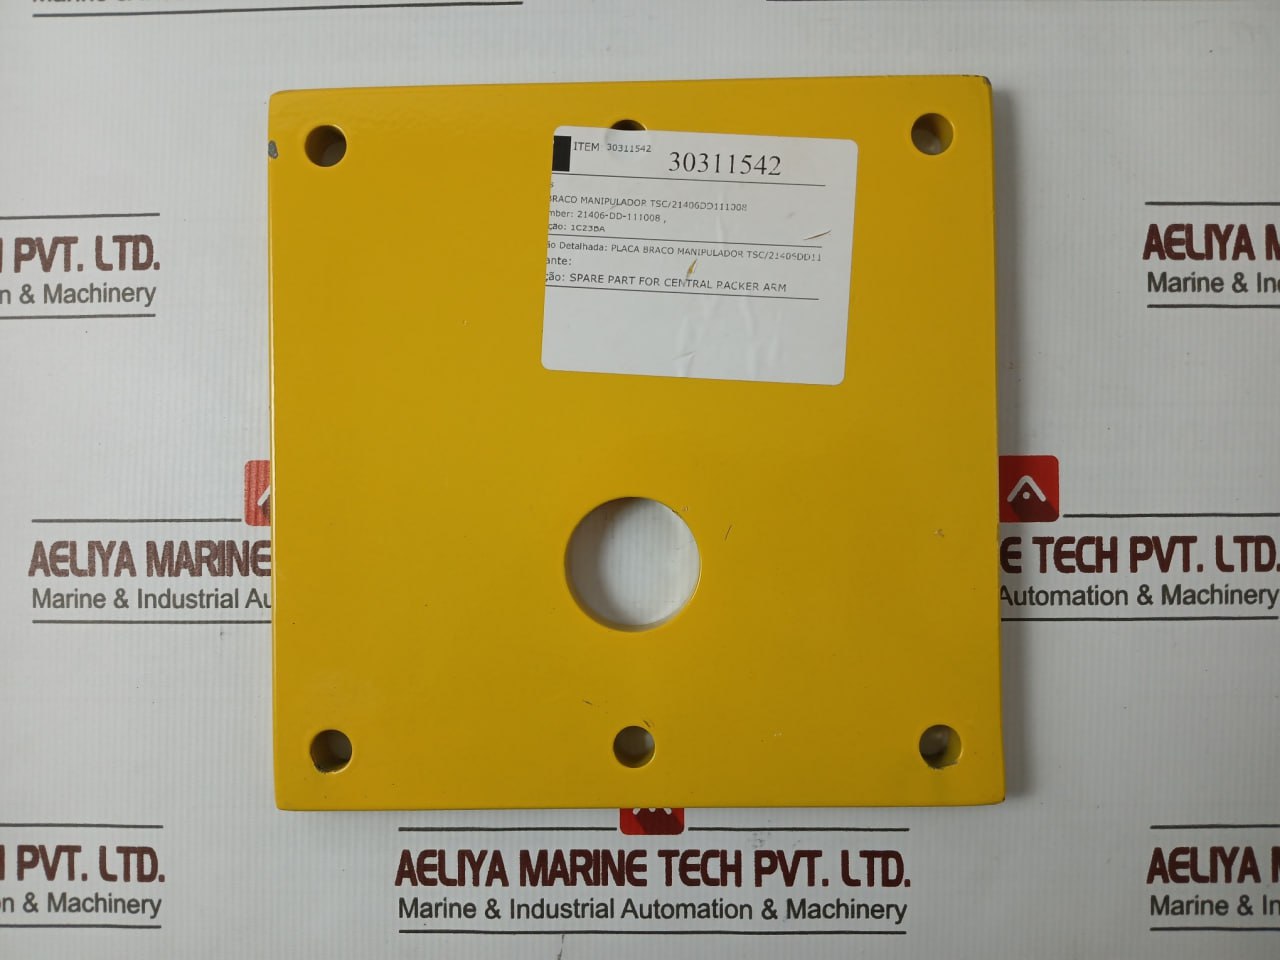 PVT. LTD.
n & Machinery
AELIYA
Marine &
ITEM 30311542
30311542
BRACO MANIPULADOR TSC/21406DD111008
mber: 21406-DD-111008 ,
ção: 1C23BA
ão Detalhada: PLACA BRACO MANIPULADOR TSC/21406DD11
ante:
ção: SPARE PART FOR CENTRAL PACKER ARM
AELIYA MARINE
Marine & Industrial Au
E TECH PVT. LTD.
Automation & Machinery
PVT. LTD.
n & Machinery
AELIYA MARINE TECH PVT. LTD.
Marine & Industrial Automation & Machinery
AELIYA
Marine & In